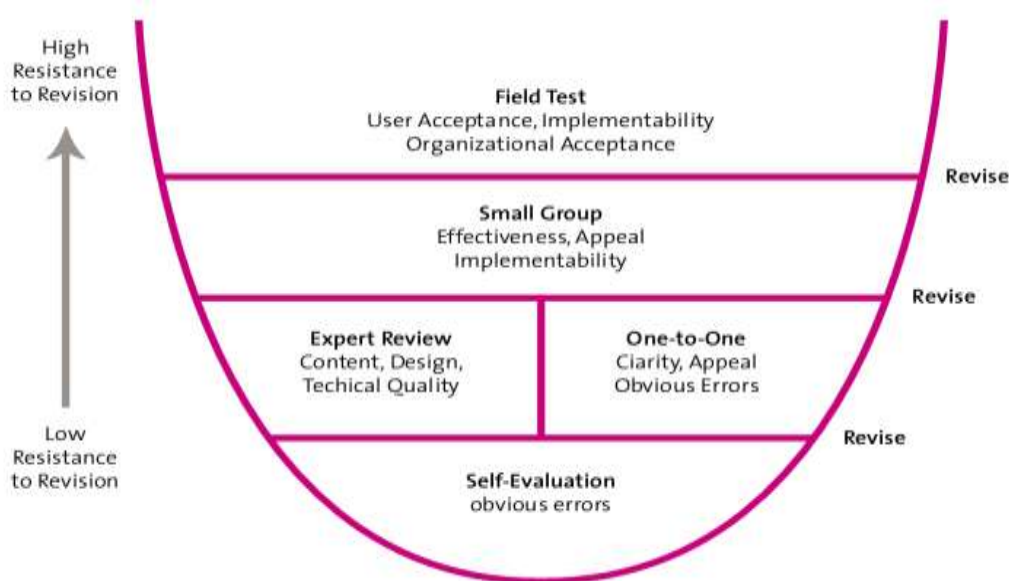 High
Resistance
to Revision
Field Test
User Acceptance, Implementability
Organizational Acceptance
Revise
Small Group
Effectiveness, Appeal
Implementability
Revise
Expert Review
Content, Design,
Techical Quality
One-to-One
Clarity, Appeal
Obvious Errors
Revise
Low
Resistance
to Revision
Self-Evaluation
obvious errors